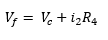 V_f = V_c + i_2R_4